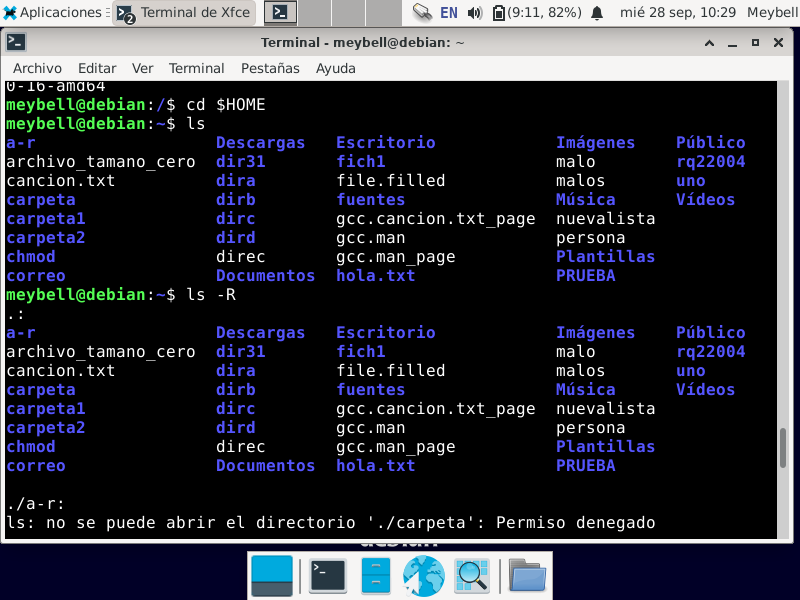 Aplicaciones
2 Terminal de Xfce
EN (9:11, 82%) mié 28 sep, 10:29 Meybell
Terminal - meybell@debian: ~
Archivo Editar Ver Terminal Pestañas Ayuda
0-16-amd64
meybell@debian:/$ cd $HOME
meybell@debian:~$ ls
a-r Descargas Escritorio Imágenes Público
archivo_tamano_cero dir31 fich1 malo rq22004
cancion.txt dira file.filled malos uno
carpeta dirb fuentes Música Vídeos
carpeta1 dirc gcc.cancion.txt_page nuevalista
carpeta2 dird gcc.man persona
chmod direc gcc.man_page Plantillas
correo Documentos hola.txt PRUEBA
meybell@debian:~$ ls -R
.:
a-r Descargas Escritorio Imágenes Público
archivo_tamano_cero dir31 fich1 malo rq22004
cancion.txt dira file.filled malos uno
carpeta dirb fuentes Música Vídeos
carpeta1 dirc gcc.cancion.txt_page nuevalista
carpeta2 dird gcc.man persona
chmod direc gcc.man_page Plantillas
correo Documentos hola.txt PRUEBA
./a-r:
ls: no se puede abrir el directorio './carpeta': Permiso denegado
debian